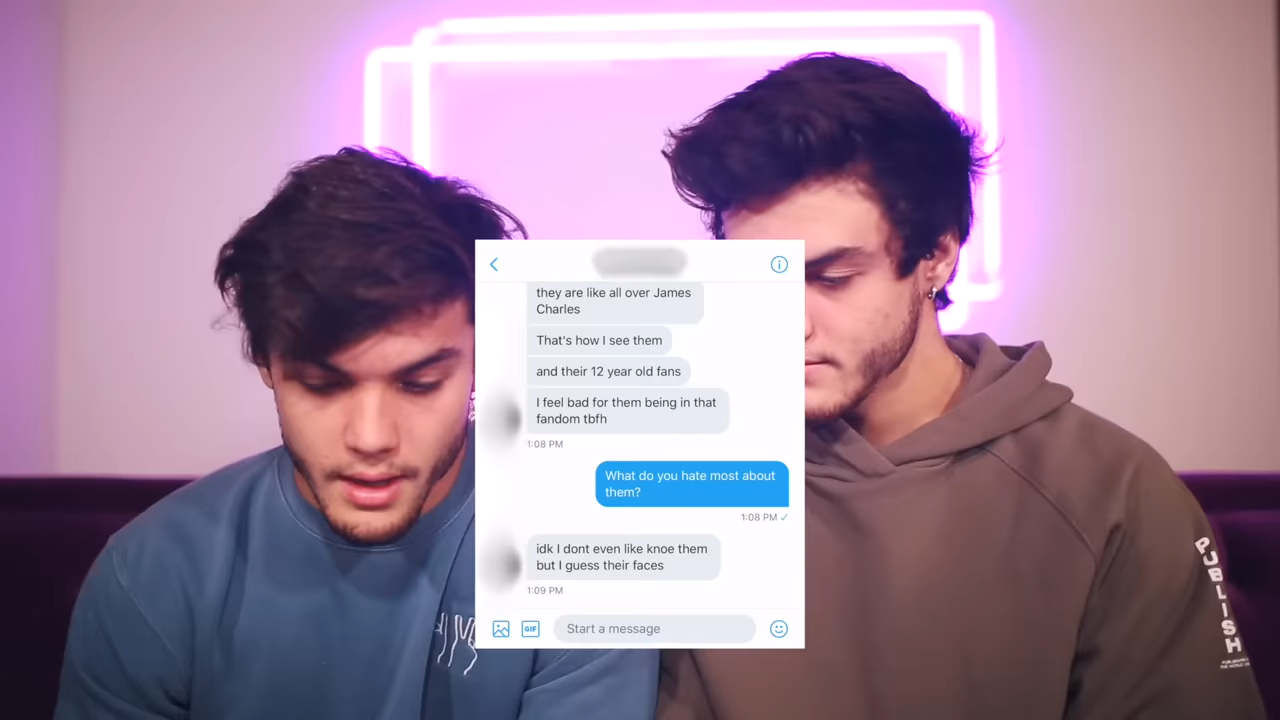 they are like all over James
Charles
That's how I see them
and their 12 year old fans
I feel bad for them being in that
fandom tbfh
1:08 PM
What do you hate most about
them?
1:08 PM ✓
idk I dont even like knoe them
but I guess their faces
1:09 PM
GIF
Start a message
PUBLISH